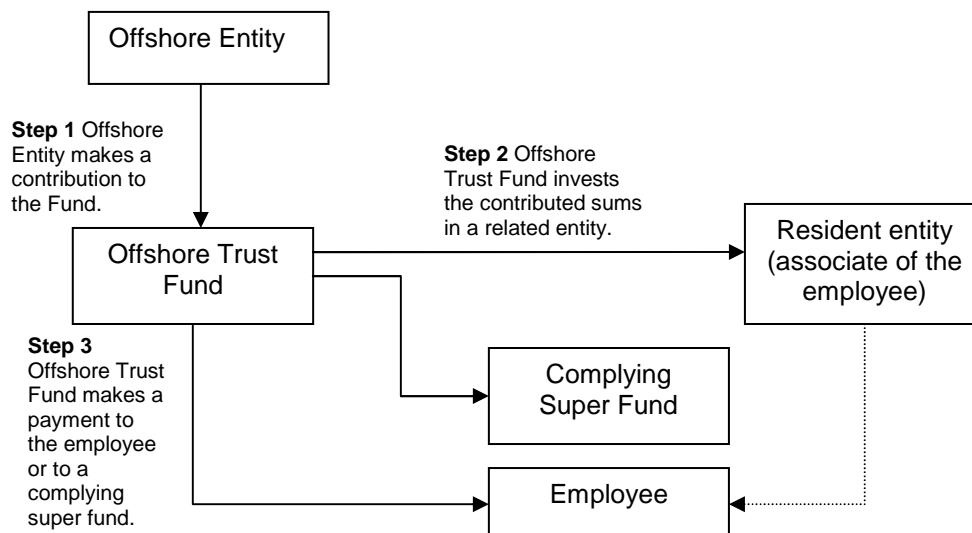 Offshore Entity
Step 1 Offshore
Entity makes a
contribution to
the Fund.
Step 2 Offshore
Trust Fund invests
the contributed sums
in a related entity.
Offshore Trust
Fund
Resident entity
(associate of the
employee)
Step 3
Offshore Trust
Fund makes a
payment to
the employee
or to a
complying
super fund.
Complying
Super Fund
Employee